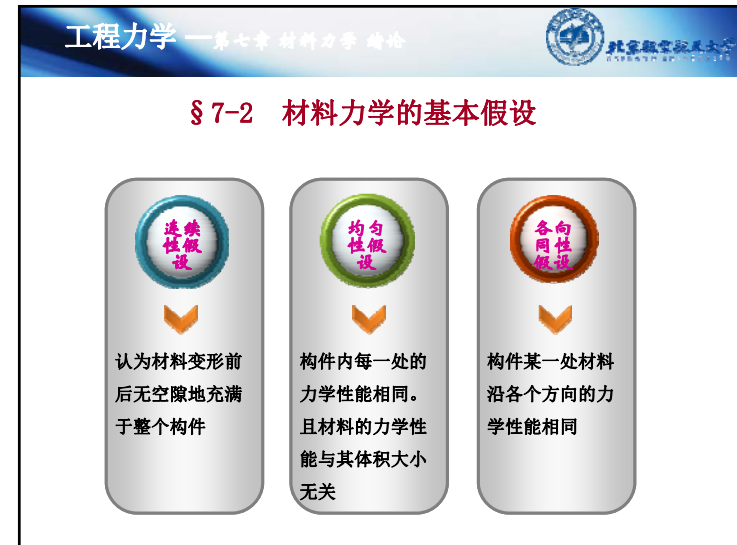 工程力学 —第七章 材料力学 绪论
北京航空航天大学
§7-2 材料力学的基本假设
连续
性假
设
认为材料变形前
后无空隙地充满
于整个构件
均匀
性假
设
构件内每一处的
力学性能相同。
且材料的力学性
能与其体积大小
无关
各向
同性
假设
构件某一处材料
沿各个方向的力
学性能相同